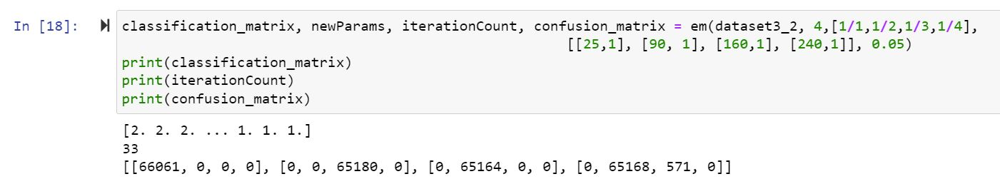 In [18]: classification_matrix, newParams, iterationCount, confusion_matrix = em(dataset3_2, 4,[1/1,1/2,1/3,1/4],
[[25,1], [90, 1], [160,1], [240,1]], 0.05)
print(classification_matrix)
print(iterationCount)
print(confusion_matrix)
[2. 2. 2. ... 1. 1. 1.]
33
[[66061, 0, 0, 0], [0, 0, 65180, 0], [0, 65164, 0, 0], [0, 65168, 571, 0]]